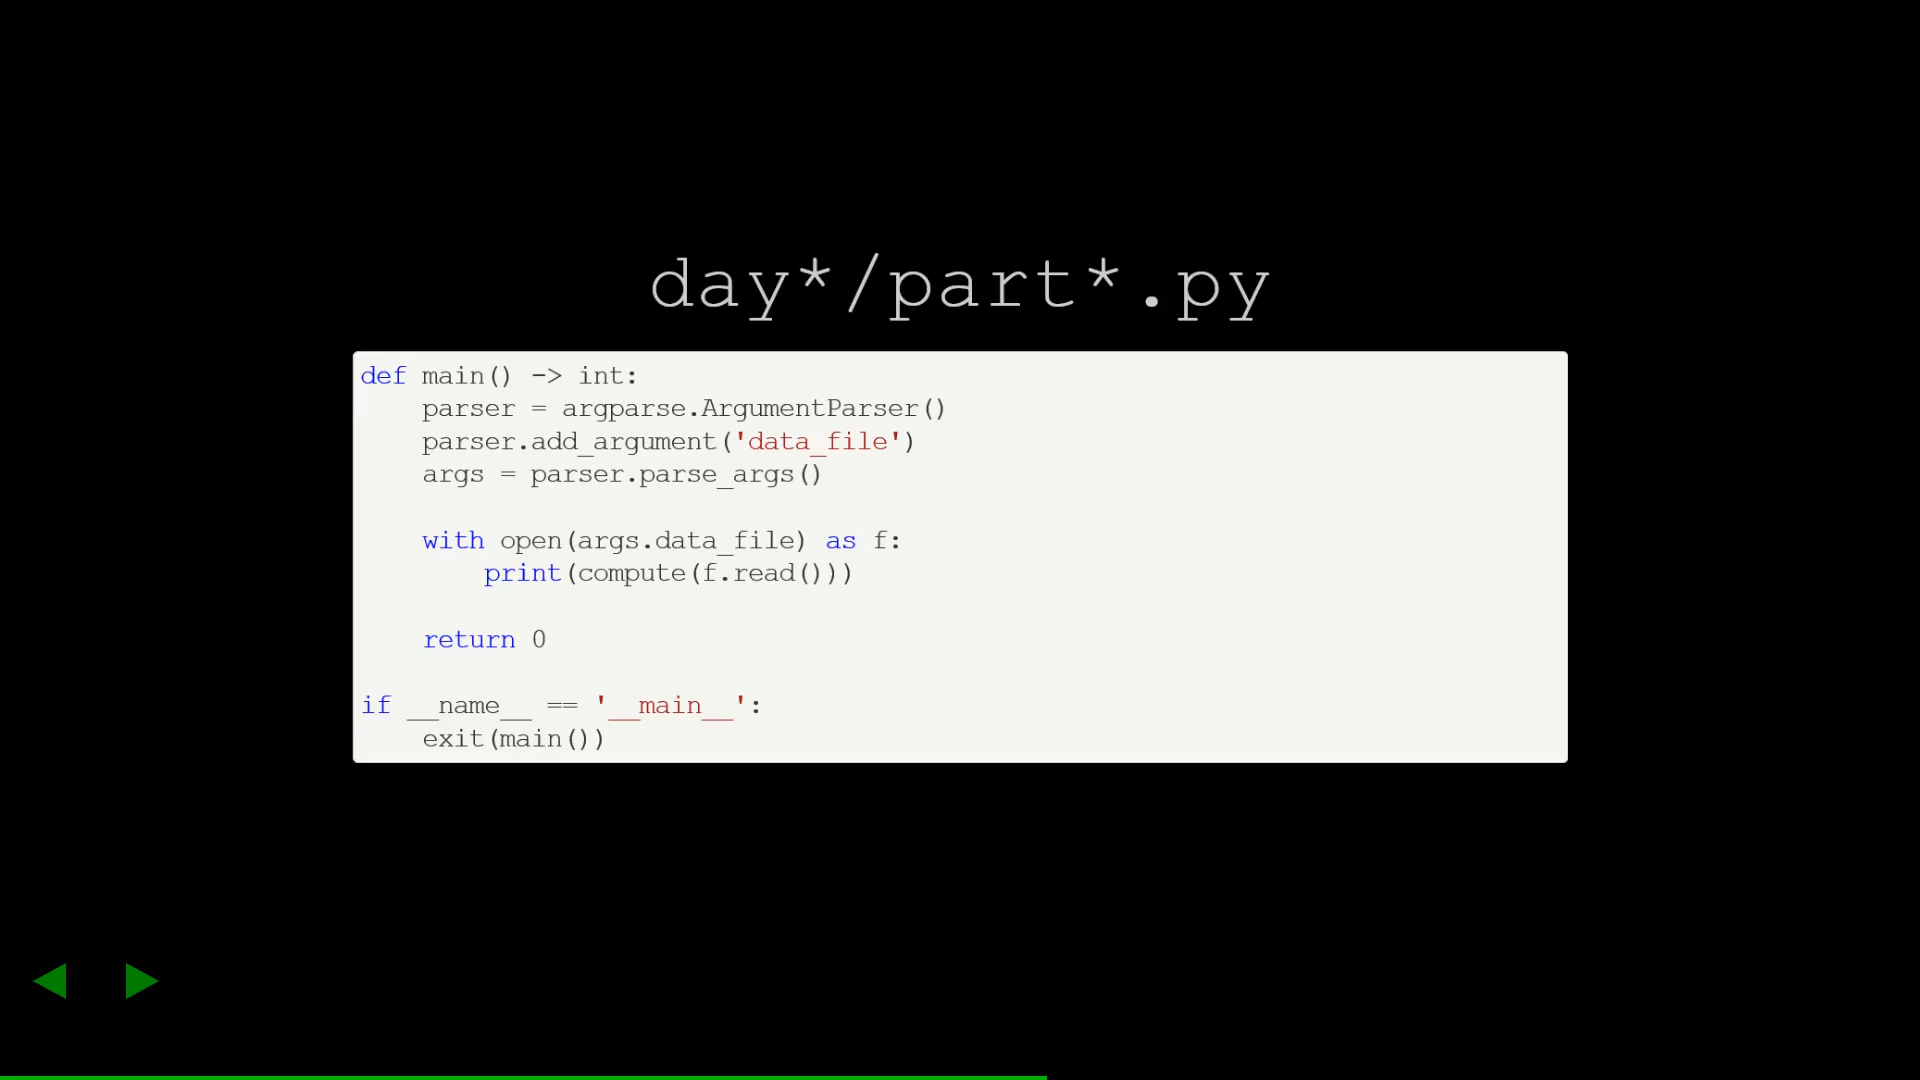 day*/part*.py
def main() -> int:
    parser = argparse.ArgumentParser()
    parser.add_argument('data_file')
    args = parser.parse_args()

    with open(args.data_file) as f:
        print(compute(f.read()))

    return 0

if __name__ == '__main__':
    exit(main())